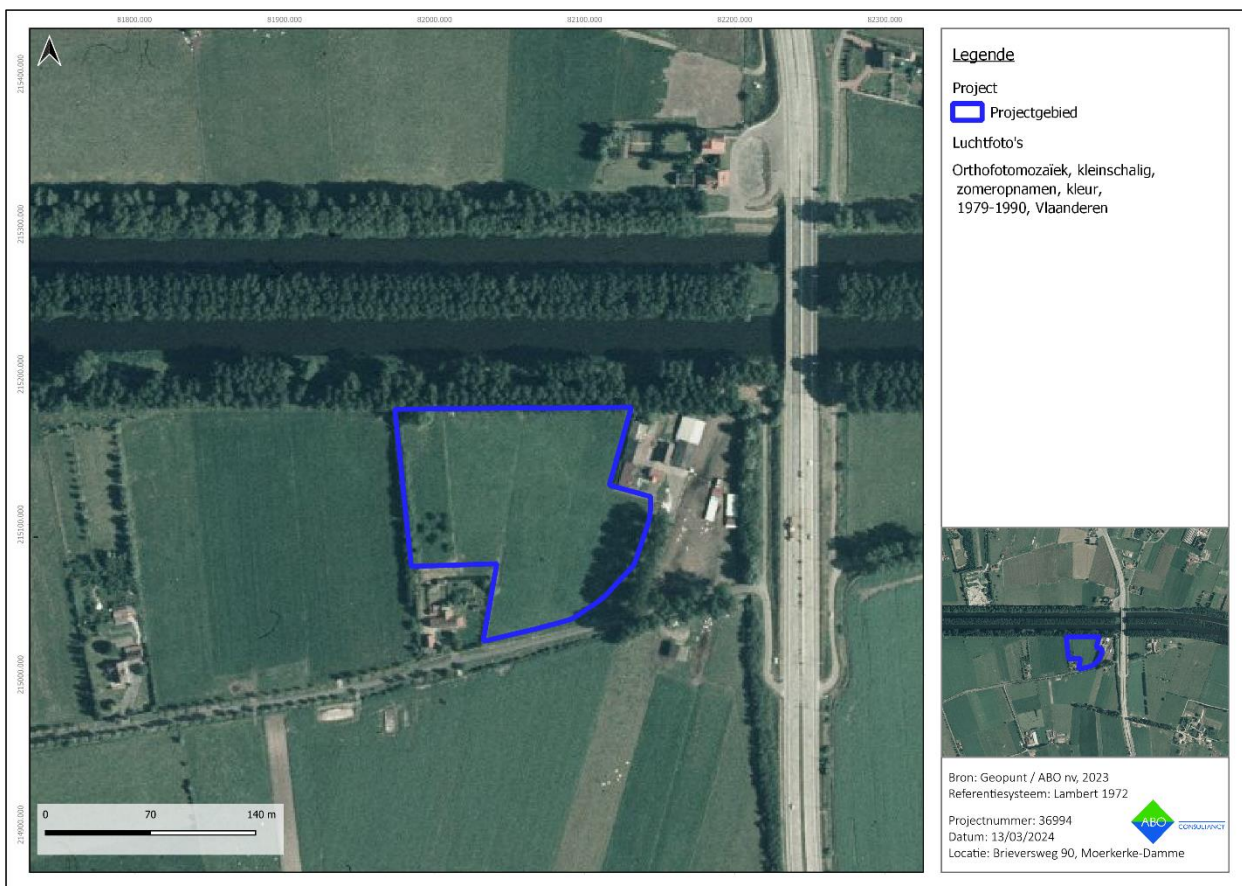 81800.000
81900.000
82000.000
82100.000
82200.000
82300.000
215400.000
215300.000
215200.000
215100.000
215000.000
214900.000
0
70
140 m
Legende
Project
Projectgebied
Luchtfoto's
Orthofotomozaïek, kleinschalig,
zomeropnamen, kleur,
1979-1990, Vlaanderen
Bron: Geopunt / ABO nv, 2023
Referentiesysteem: Lambert 1972
Projectnummer: 36994
Datum: 13/03/2024
Locatie: Brieversweg 90, Moerkerke-Damme
ABO
CONSULTANCY